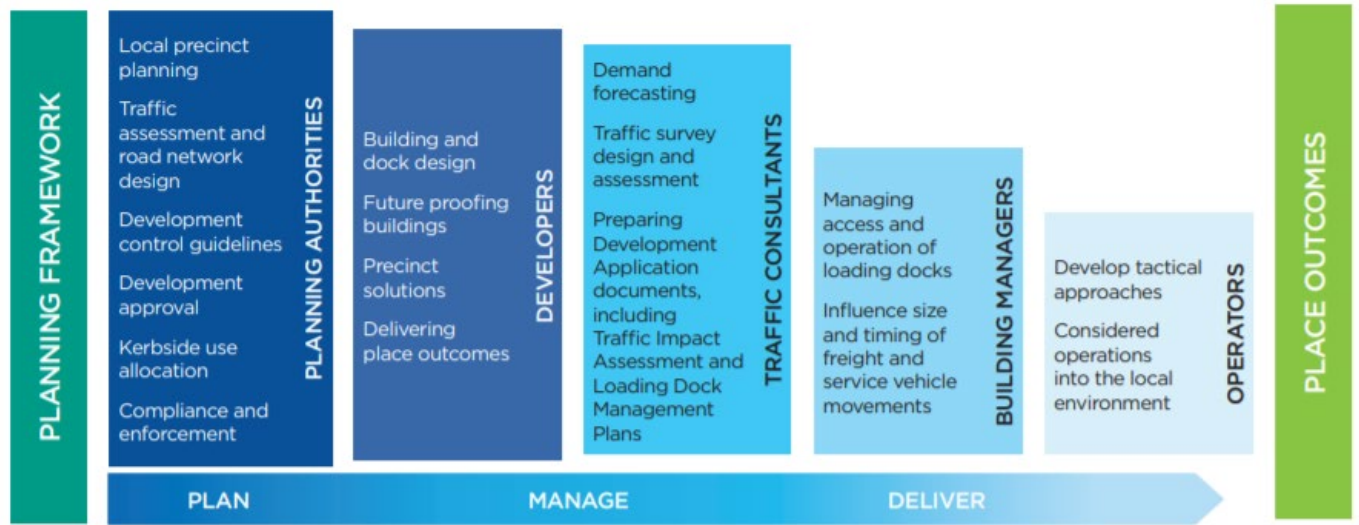 PLANNING FRAMEWORK
Local precinct
planning
Traffic
assessment and
road network
design
Development
control guidelines
Development
approval
Kerbside use
allocation
Compliance and
enforcement
PLANNING AUTHORITIES
Building and
dock design
Future proofing
buildings
Precinct
solutions
Delivering
place outcomes
DEVELOPERS
Demand
forecasting
Traffic survey
design and
assessment
Preparing
Development
Application
documents,
including
Traffic Impact
Assessment and
Loading Dock
Management
Plans
TRAFFIC CONSULTANTS
Managing
access and
operation of
loading docks
Influence size
and timing of
freight and
service vehicle
movements
BUILDING MANAGERS
Develop tactical
approaches
Considered
operations
into the local
environment
OPERATORS
PLACE OUTCOMES
PLAN
MANAGE
DELIVER